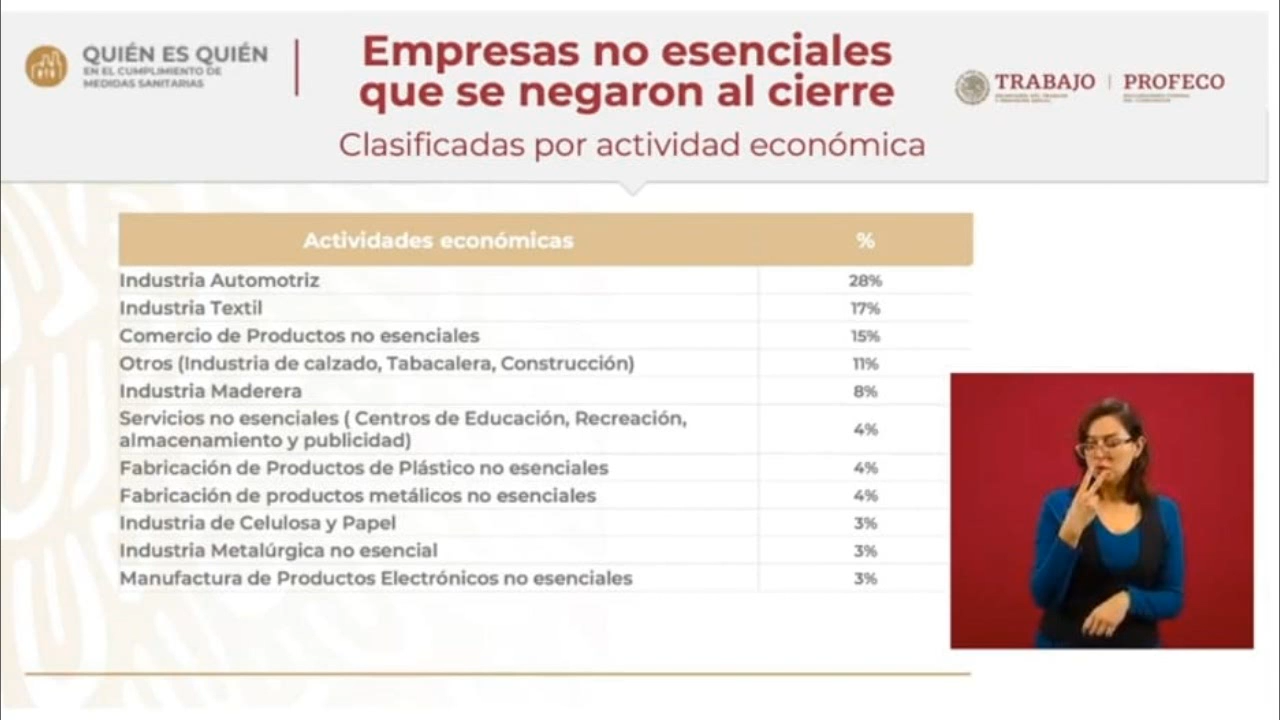 QUIÉN ES QUIÉN
EN EL CUMPLIMIENTO DE
MEDIDAS SANITARIAS
Empresas no esenciales
que se negaron al cierre
Clasificadas por actividad económica
TRABAJO | PROFECO
Actividades económicas %
Industria Automotriz 28%
Industria Textil 17%
Comercio de Productos no esenciales 15%
Otros (Industria de calzado, Tabacalera, Construcción) 11%
Industria Maderera 8%
Servicios no esenciales ( Centros de Educación, Recreación,
almacenamiento y publicidad) 4%
Fabricación de Productos de Plástico no esenciales 4%
Fabricación de productos metálicos no esenciales 4%
Industria de Celulosa y Papel 3%
Industria Metalúrgica no esencial 3%
Manufactura de Productos Electrónicos no esenciales 3%